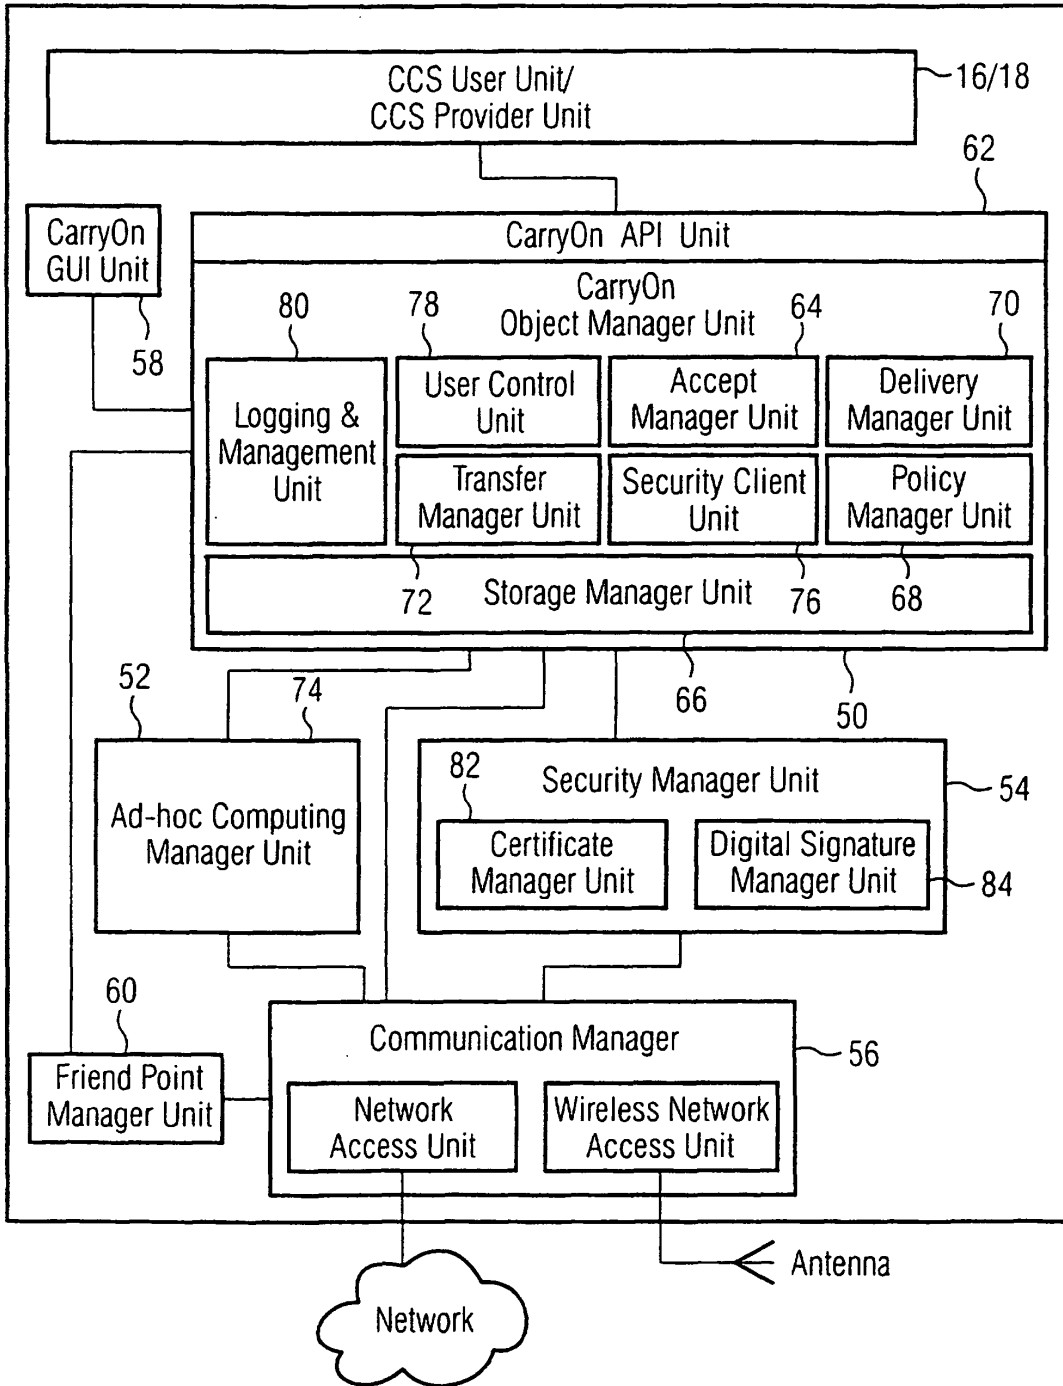 CCS User Unit/
CCS Provider Unit
16/18
62
CarryOn
GUI Unit
58
CarryOn API Unit
CarryOn
Object Manager Unit
80
78
64
70
Logging &
Management
Unit
User Control
Unit
Accept
Manager Unit
Delivery
Manager Unit
Transfer
Manager Unit
Security Client
Unit
Policy
Manager Unit
72
76
68
Storage Manager Unit
66
50
52
74
Ad-hoc Computing
Manager Unit
Security Manager Unit
54
82
Certificate
Manager Unit
Digital Signature
Manager Unit
84
60
Friend Point
Manager Unit
Communication Manager
56
Network
Access Unit
Wireless Network
Access Unit
Antenna
Network